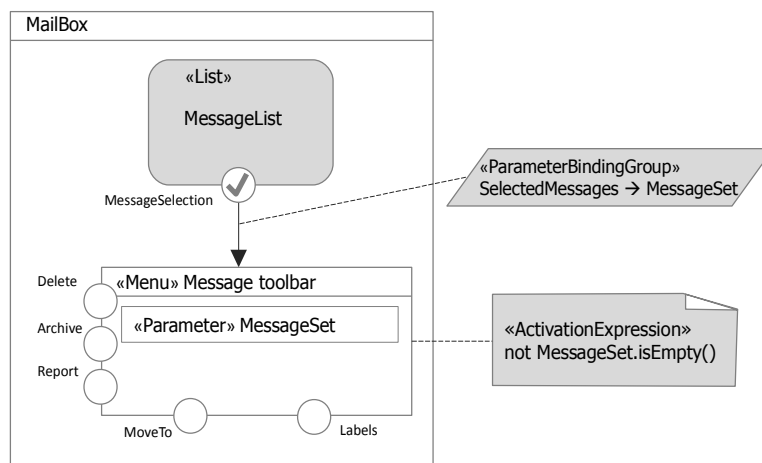 MailBox
«List»
MessageList
MessageSelection
«ParameterBindingGroup»
SelectedMessages → MessageSet
Delete
«Menu» Message toolbar
Archive
«Parameter» MessageSet
Report
«ActivationExpression»
not MessageSet.isEmpty()
MoveTo
Labels